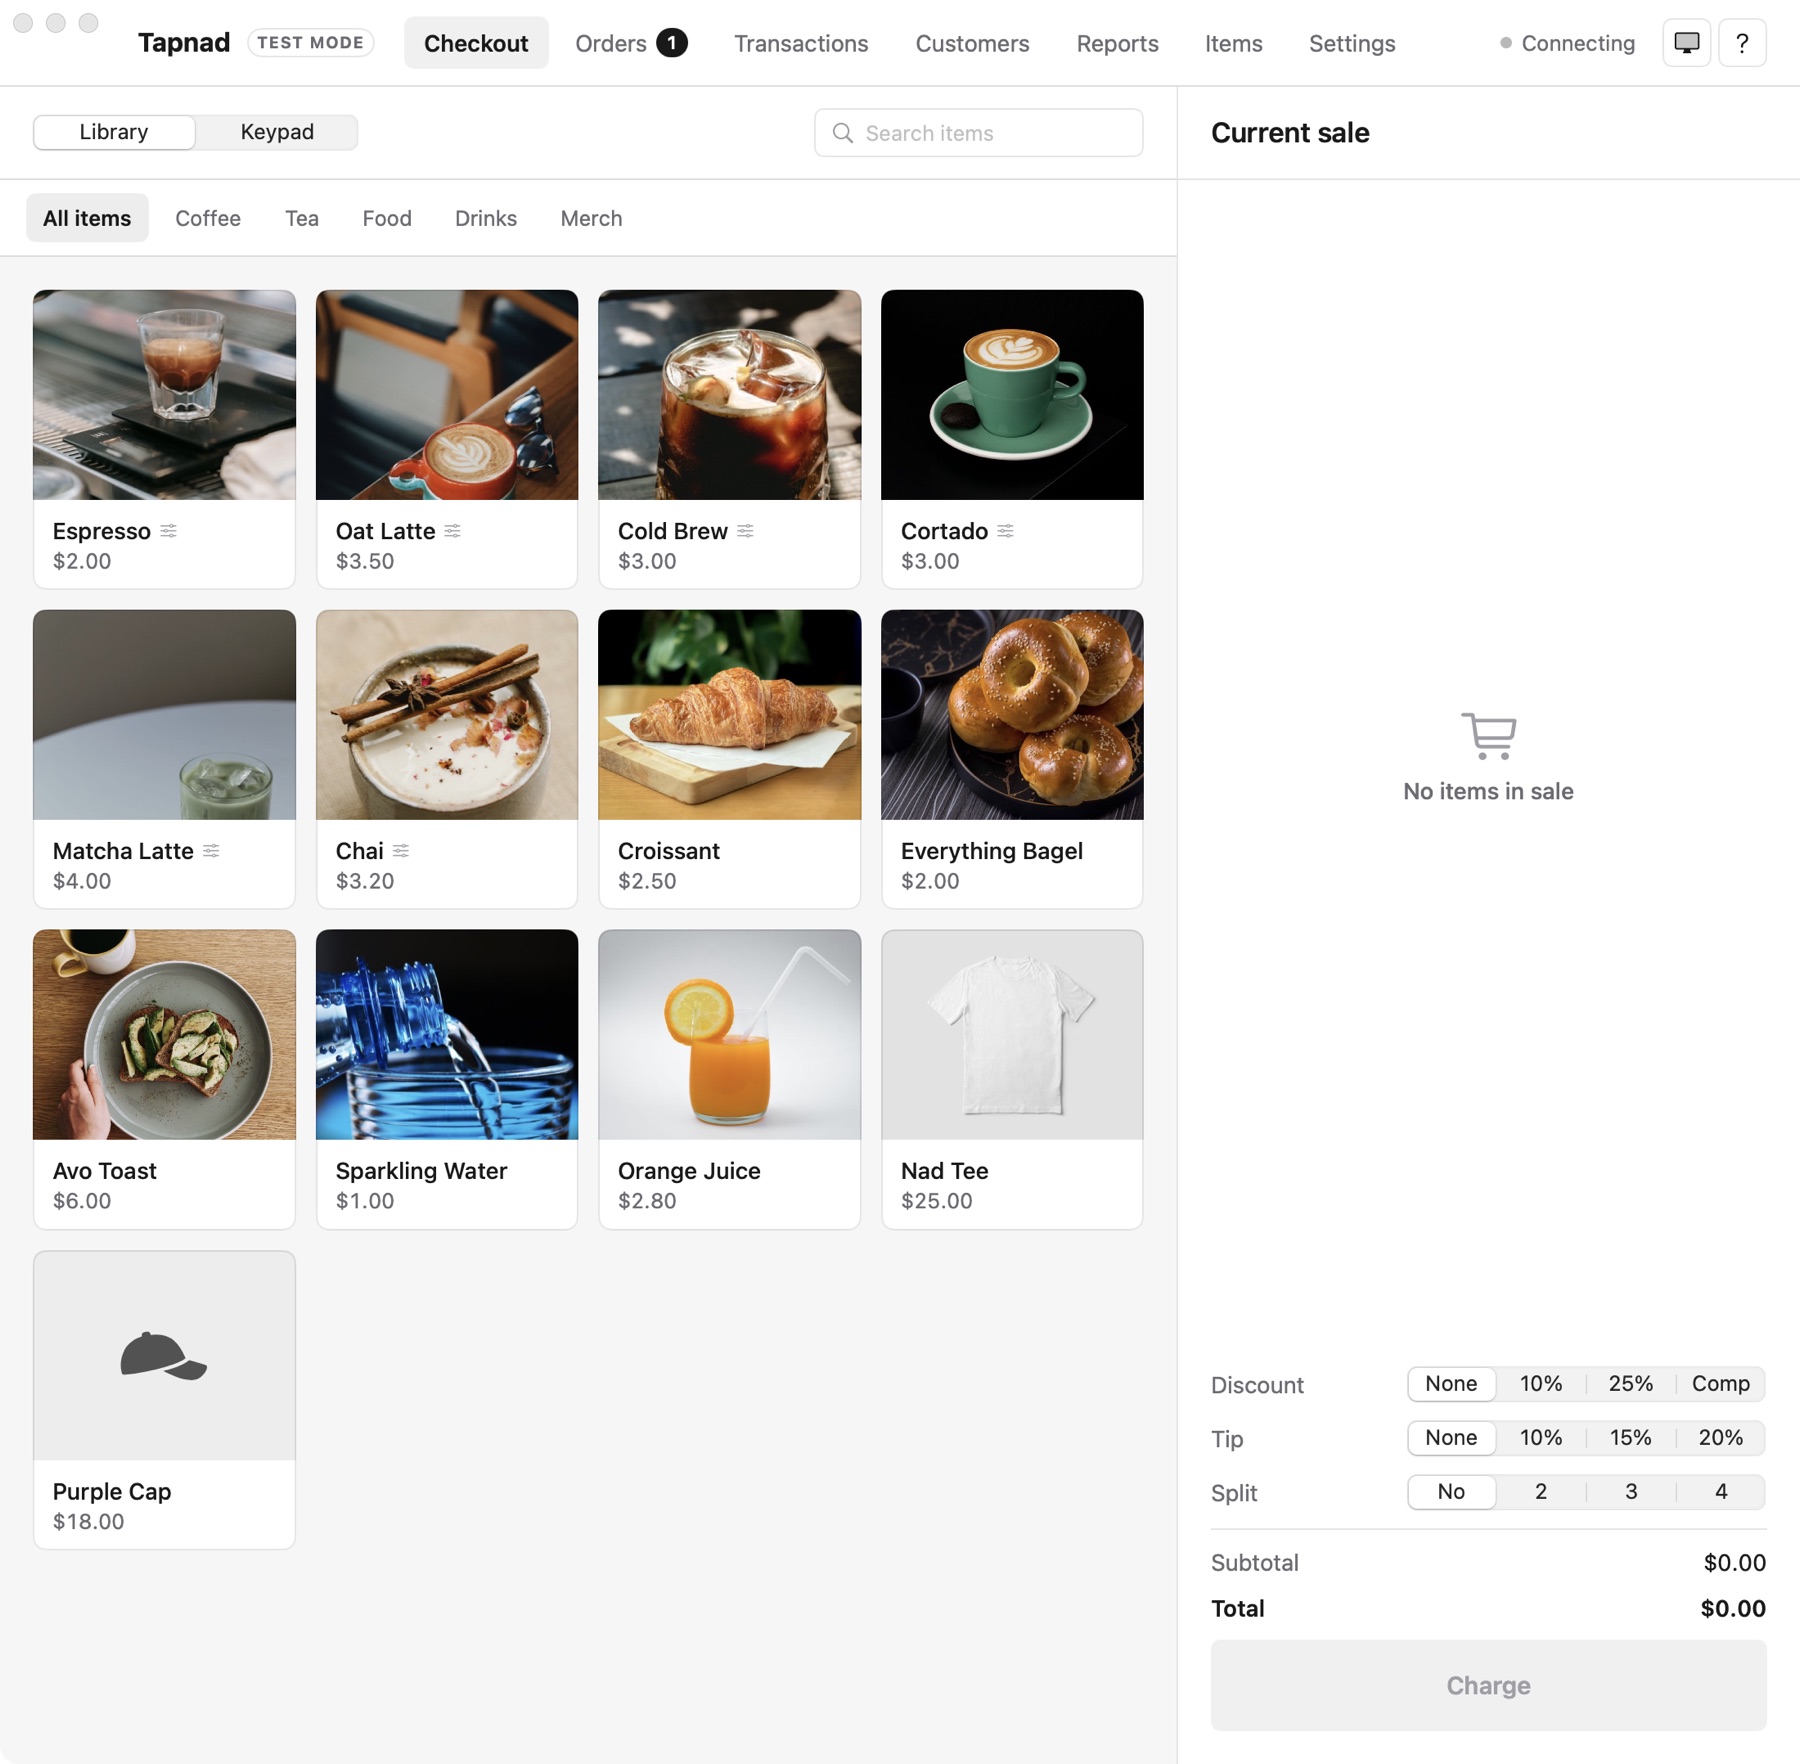 Tapnad TEST MODE Checkout Orders 1 Transactions Customers Reports Items Settings Connecting ?
Library Keypad Search items
Current sale
All items Coffee Tea Food Drinks Merch
Espresso
$2.00
Oat Latte
$3.50
Cold Brew
$3.00
Cortado
$3.00
Matcha Latte
$4.00
Chai
$3.20
Croissant
$2.50
Everything Bagel
$2.00
Avo Toast
$6.00
Sparkling Water
$1.00
Orange Juice
$2.80
Nad Tee
$25.00
Purple Cap
$18.00
No items in sale
Discount None 10% 25% Comp
Tip None 10% 15% 20%
Split No 2 3 4
Subtotal $0.00
Total $0.00
Charge